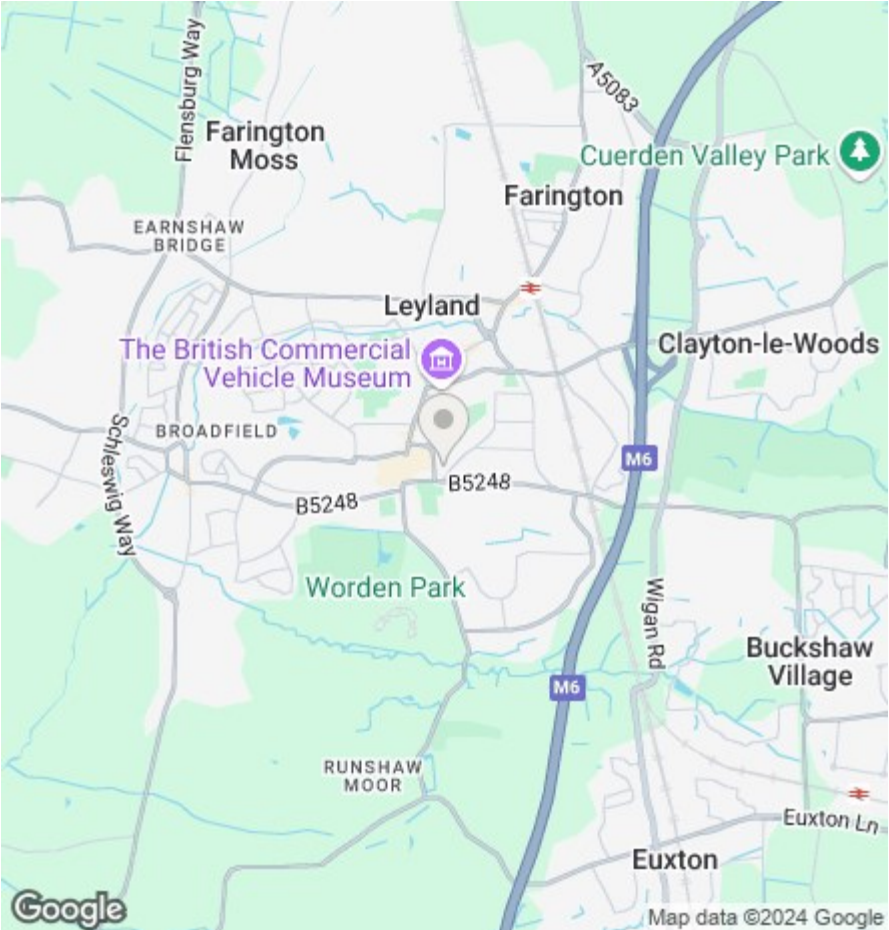 Flensburg Way
A5083
Farington
Moss
Cuerden Valley Park
Farington
EARNSHAW
BRIDGE
Leyland
The British Commercial
Vehicle Museum
Clayton-le-Woods
Schleswig Way
BROADFIELD
M6
B5248
B5248
Worden Park
Wigan Rd
Buckshaw
Village
M6
RUNSHAW
MOOR
Euxton Ln
Euxton
Google
Map data ©2024 Google